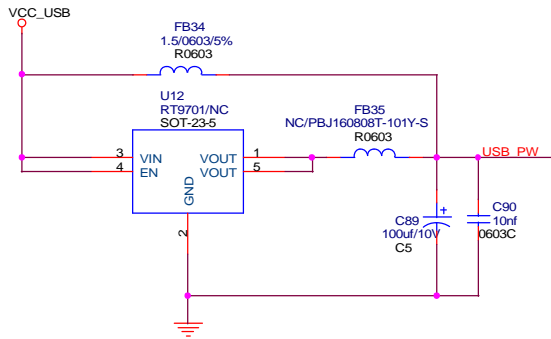 VCC_USB
FB34
1.5/0603/5%
R0603
U12
RT9701/NC
SOT-23-5
FB35
NC/PBJ160808T-101Y-S
R0603
3 VIN VOUT 1
4 EN VOUT 5
GND
2
USB_PW
C89
100uf/10V
C5
C90
10nf
0603C